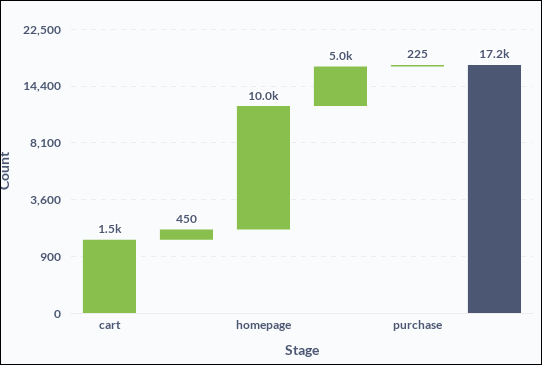 22,500
14,400
8,100
3,600
900
0
Count
1.5k
450
10.0k
5.0k
225
17.2k
cart
homepage
purchase
Stage